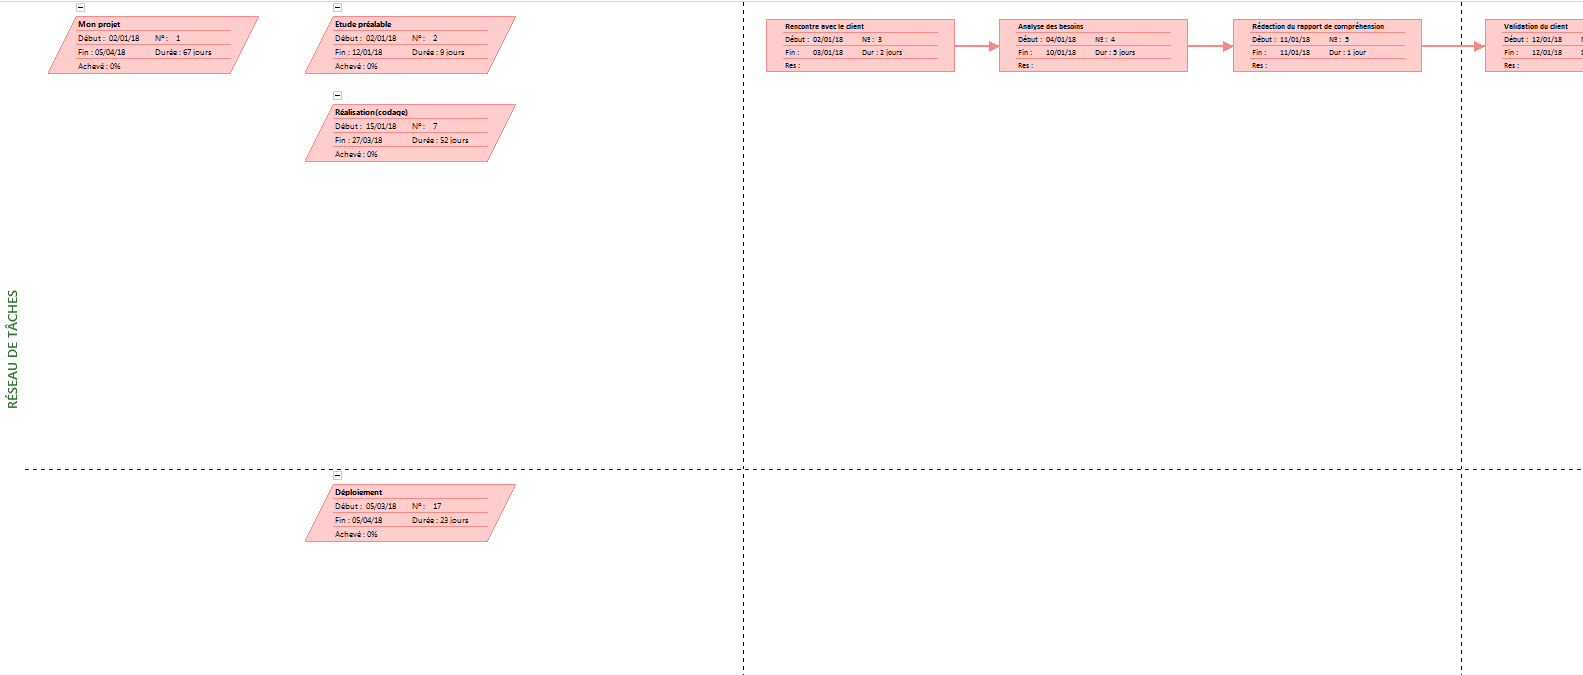 Mon projet
Début : 02/01/18 N° : 1
Fin : 05/04/18 Durée : 67 jours
Achevé : 0%
Etude préalable
Début : 02/01/18 N° : 2
Fin : 12/01/18 Durée : 9 jours
Achevé : 0%
Rencontre avec le client
Début : 02/01/18 N° : 3
Fin : 03/01/18 Dur : 2 jours
Res :
Analyse des besoins
Début : 04/01/18 N° : 4
Fin : 10/01/18 Dur : 5 jours
Res :
Rédaction du rapport de compréhension
Début : 11/01/18 N° : 5
Fin : 11/01/18 Dur : 1 jour
Res :
Validation du client
Début : 12/01/18
Fin : 12/01/18
Res :
Réalisation(codage)
Début : 15/01/18 N° : 7
Fin : 27/03/18 Durée : 52 jours
Achevé : 0%
RÉSEAU DE TÂCHES
Déploiement
Début : 05/03/18 N° : 17
Fin : 05/04/18 Durée : 23 jours
Achevé : 0%